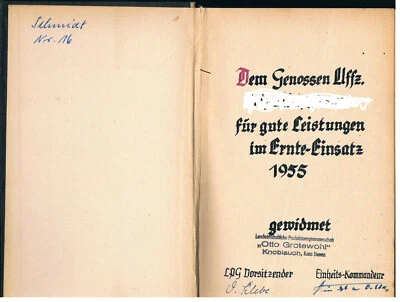 Schmidt
Nr. 16
Dem Genossen Uffz.
für gute Leistungen
im Ernte-Einsatz
1955
gewidmet
Landwirtschaftliche Produktionsgenossenschaft
„Otto Grotewohl"
Knoblauch, Kreis Nauen
LPG Vorsitzender
Einheits-Kommandeur